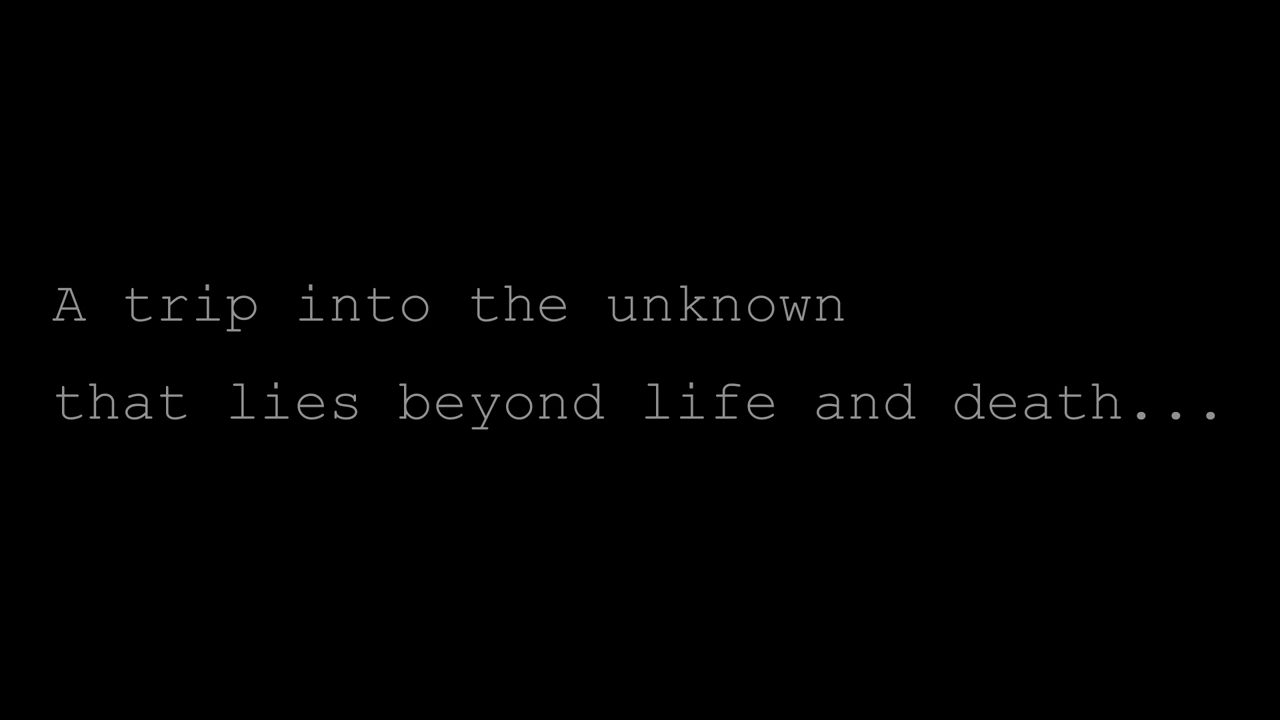 A trip into the unknown
that lies beyond life and death...